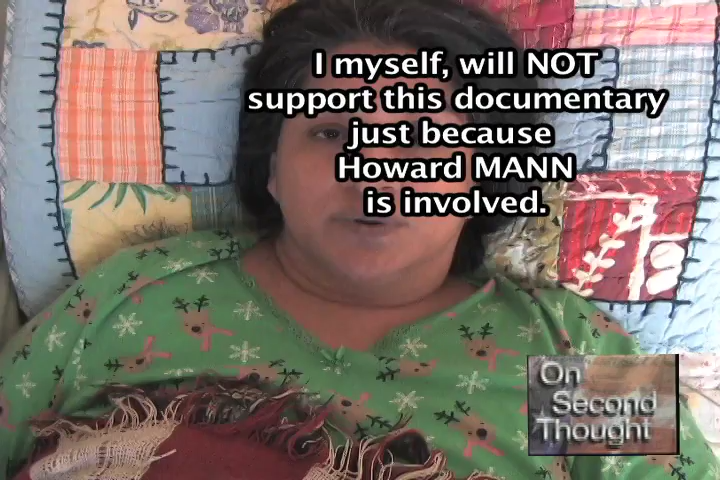 I myself, will NOT
support this documentary
just because
Howard MANN
is involved.
On
Second
Thought